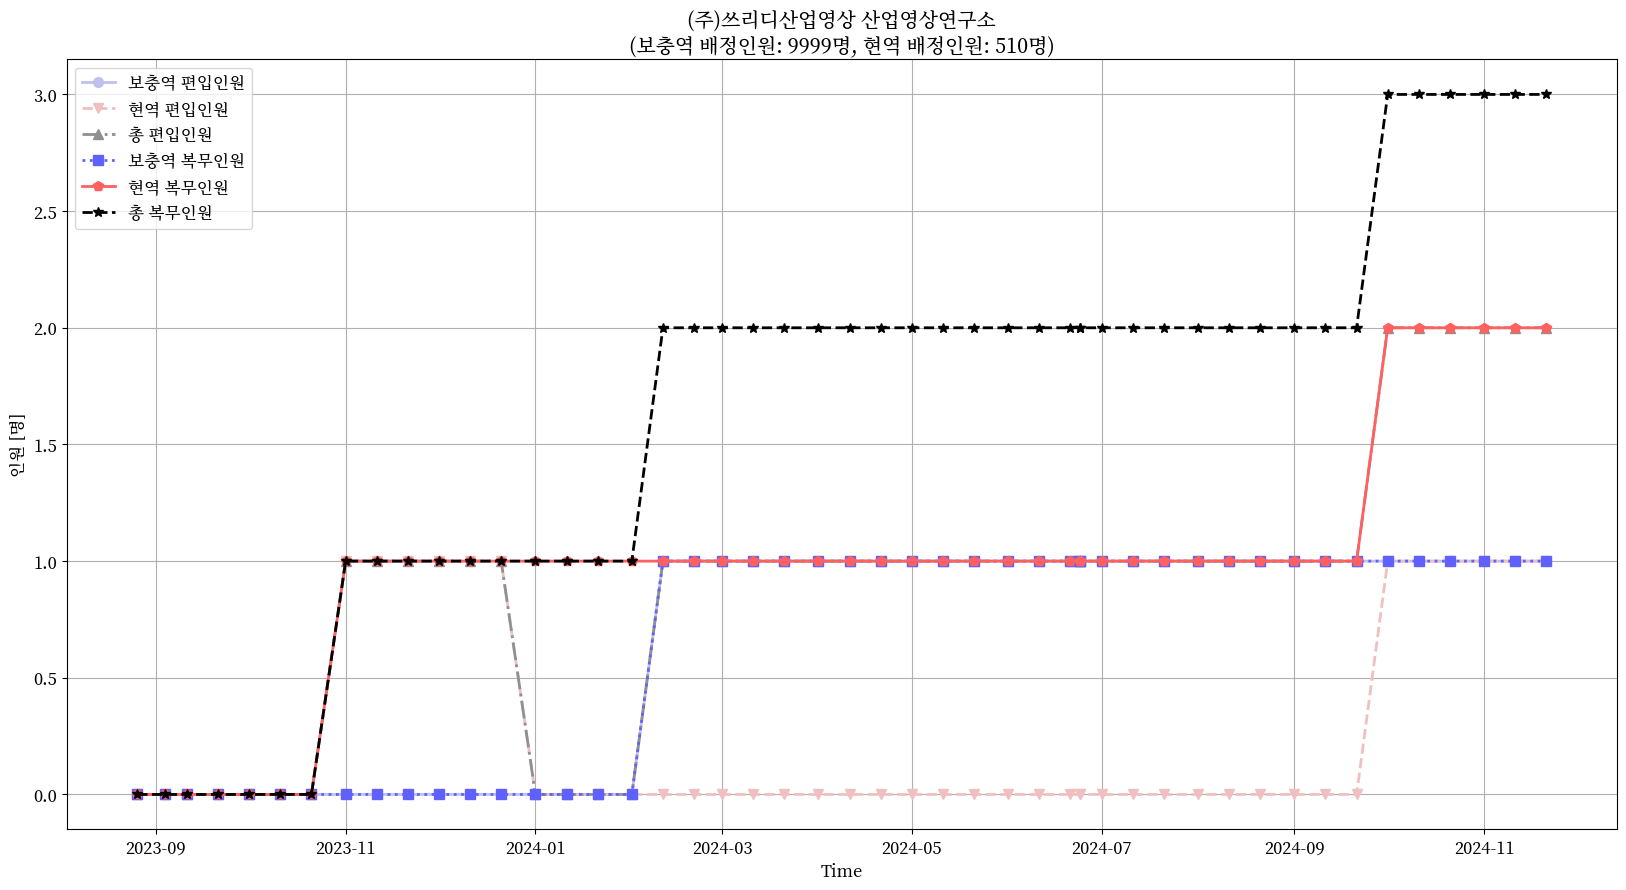 (주)쓰리디산업영상 산업영상연구소
(보충역 배정인원: 9999명, 현역 배정인원: 510명)
보충역 편입인원
현역 편입인원
총 편입인원
보충역 복무인원
현역 복무인원
총 복무인원
3.0
2.5
2.0
1.5
1.0
0.5
0.0
인원 [명]
2023-09
2023-11
2024-01
2024-03
2024-05
2024-07
2024-09
2024-11
Time